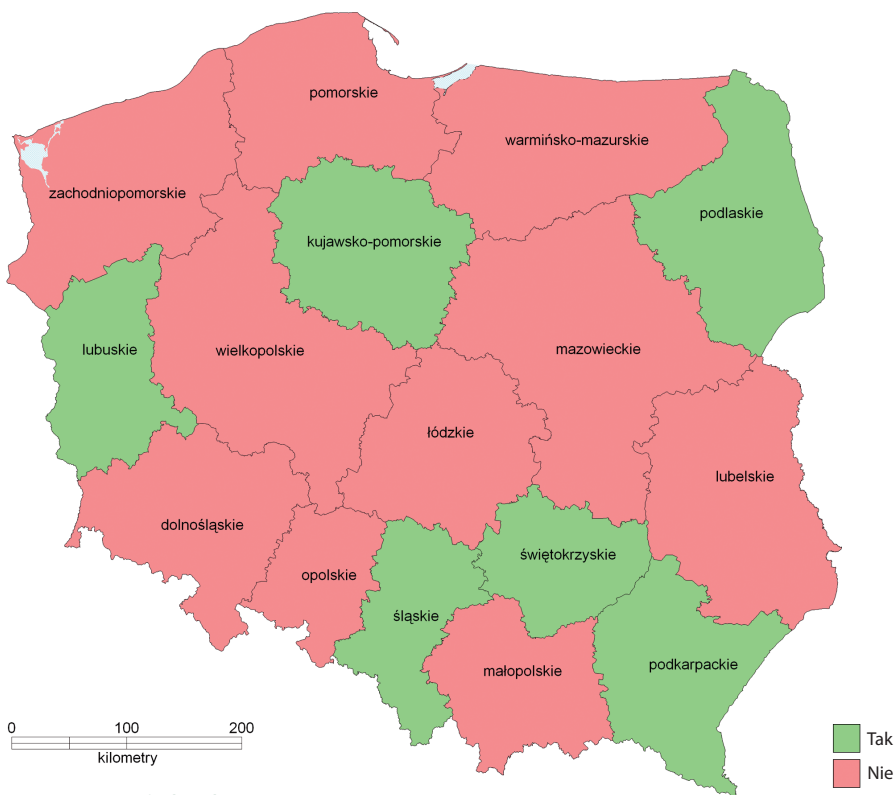 pomorskie
warmińsko-mazurskie
zachodniopomorskie
podlaskie
kujawsko-pomorskie
lubuskie
wielkopolskie
mazowieckie
łódzkie
lubelskie
dolnośląskie
świętokrzyskie
opolskie
śląskie
małopolskie
podkarpackie
0 100 200
kilometry
Tak
Nie